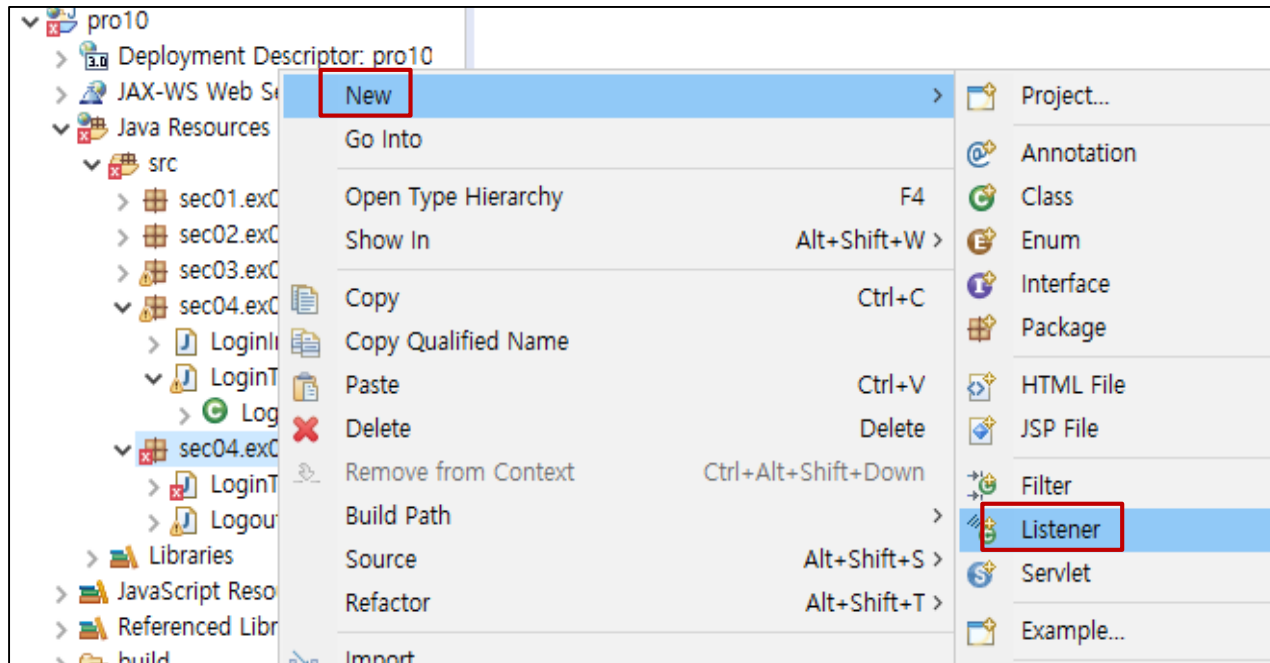 pro10
3.0 Deployment Descriptor: pro10
JAX-WS Web Se
Java Resources
src
sec01.ex0
sec02.ex0
sec03.ex0
sec04.ex0
LoginI
LoginT
Log
sec04.ex0
LoginT
Logou
Libraries
JavaScript Reso
Referenced Libr
build
New >
Go Into
Open Type Hierarchy F4
Show In Alt+Shift+W >
Copy Ctrl+C
Copy Qualified Name
Paste Ctrl+V
Delete Delete
Remove from Context Ctrl+Alt+Shift+Down
Build Path >
Source Alt+Shift+S >
Refactor Alt+Shift+T >
Import
Project...
Annotation
Class
Enum
Interface
Package
HTML File
JSP File
Filter
Listener
Servlet
Example...